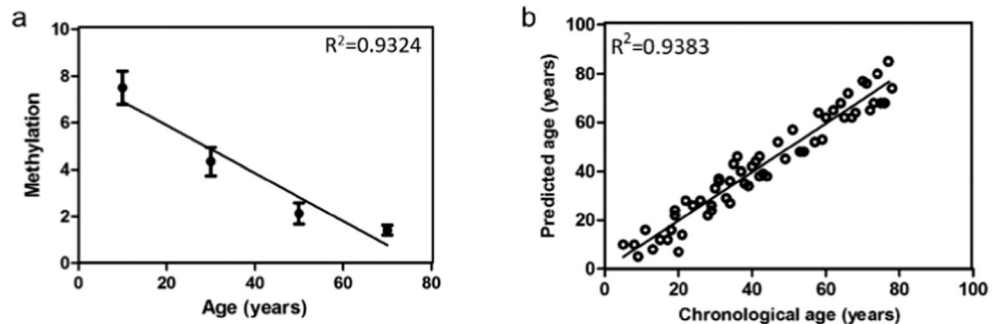 a
R²=0.9324
Methylation
10
8
6
4
2
0
0 20 40 60 80
Age (years)
b
R²=0.9383
Predicted age (years)
100
80
60
40
20
0
0 20 40 60 80 100
Chronological age (years)